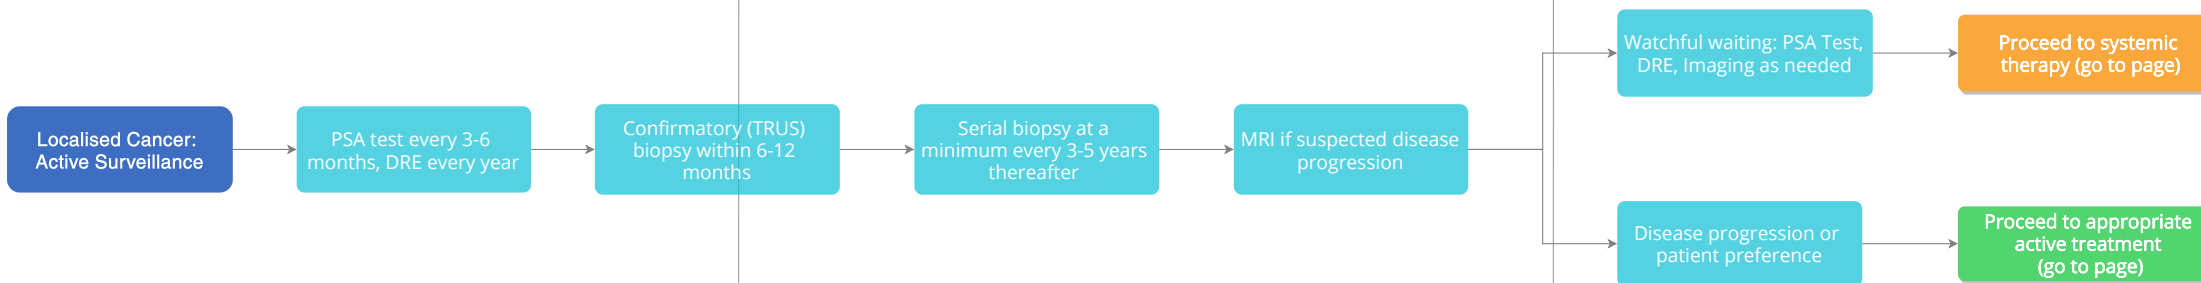 Localised Cancer:
Active Surveillance
PSA test every 3-6
months, DRE every year
Confirmatory (TRUS)
biopsy within 6-12
months
Serial biopsy at a
minimum every 3-5 years
thereafter
MRI if suspected disease
progression
Watchful waiting: PSA Test,
DRE, Imaging as needed
Proceed to systemic
therapy (go to page)
Disease progression or
patient preference
Proceed to appropriate
active treatment
(go to page)